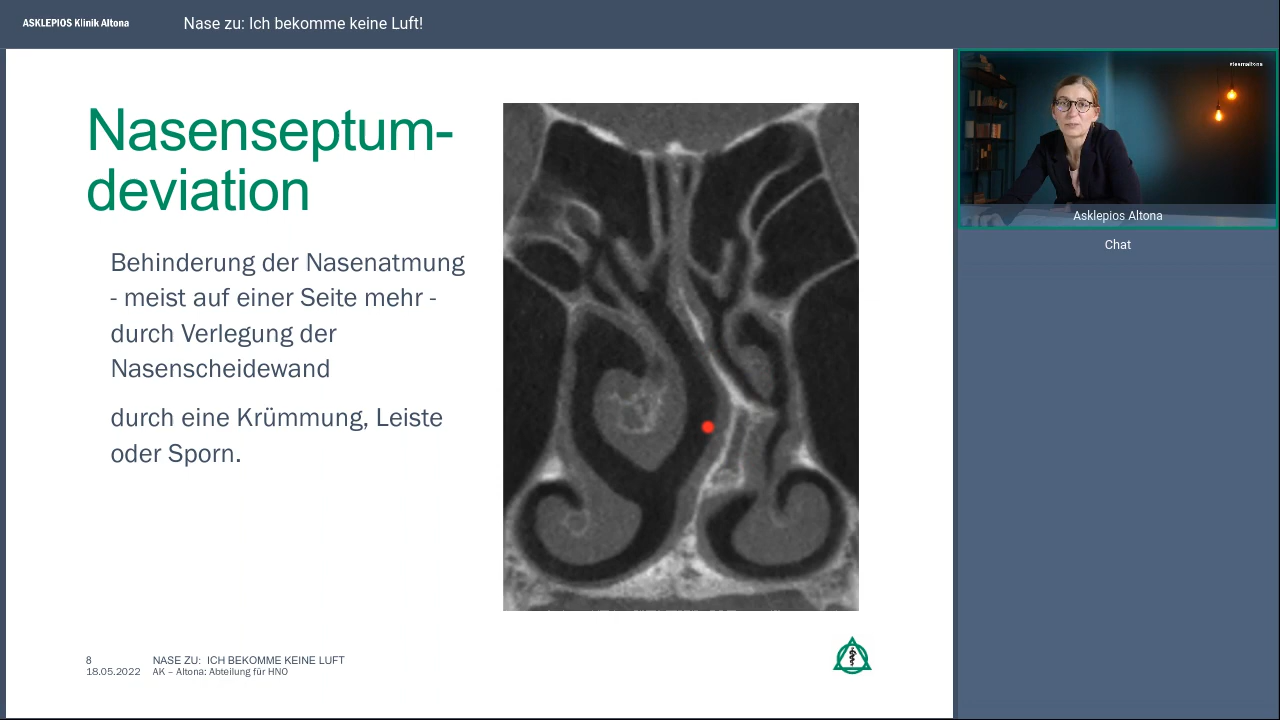 ASKLEPIOS Klinik Altona
Nase zu: Ich bekomme keine Luft!
Nasenseptum-
deviation
Behinderung der Nasenatmung
- meist auf einer Seite mehr -
durch Verlegung der
Nasenscheidewand
durch eine Krümmung, Leiste
oder Sporn.
8 NASE ZU: ICH BEKOMME KEINE LUFT
18.05.2022 AK – Altona: Abteilung für HNO
#teamaltona
Asklepios Altona
Chat